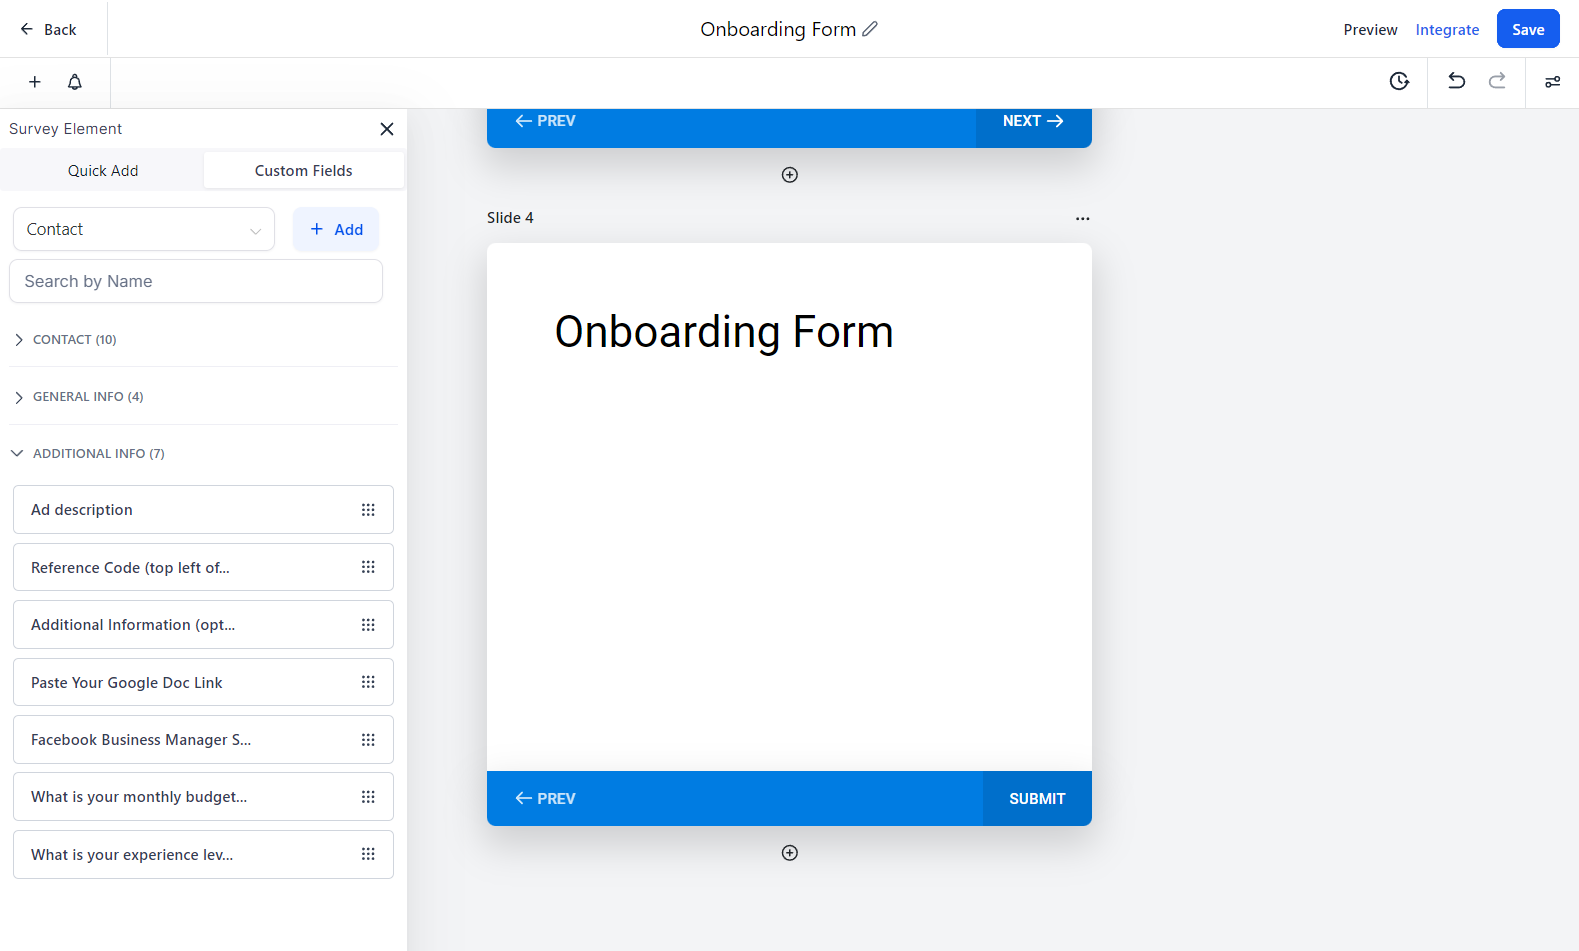 Back
Onboarding Form
Preview
Integrate
Save
Survey Element
Quick Add
Custom Fields
Contact
Add
Search by Name
CONTACT (10)
GENERAL INFO (4)
ADDITIONAL INFO (7)
Ad description
Reference Code (top left of...
Additional Information (opt...
Paste Your Google Doc Link
Facebook Business Manager S...
What is your monthly budget...
What is your experience lev...
PREV
NEXT
Slide 4
Onboarding Form
PREV
SUBMIT